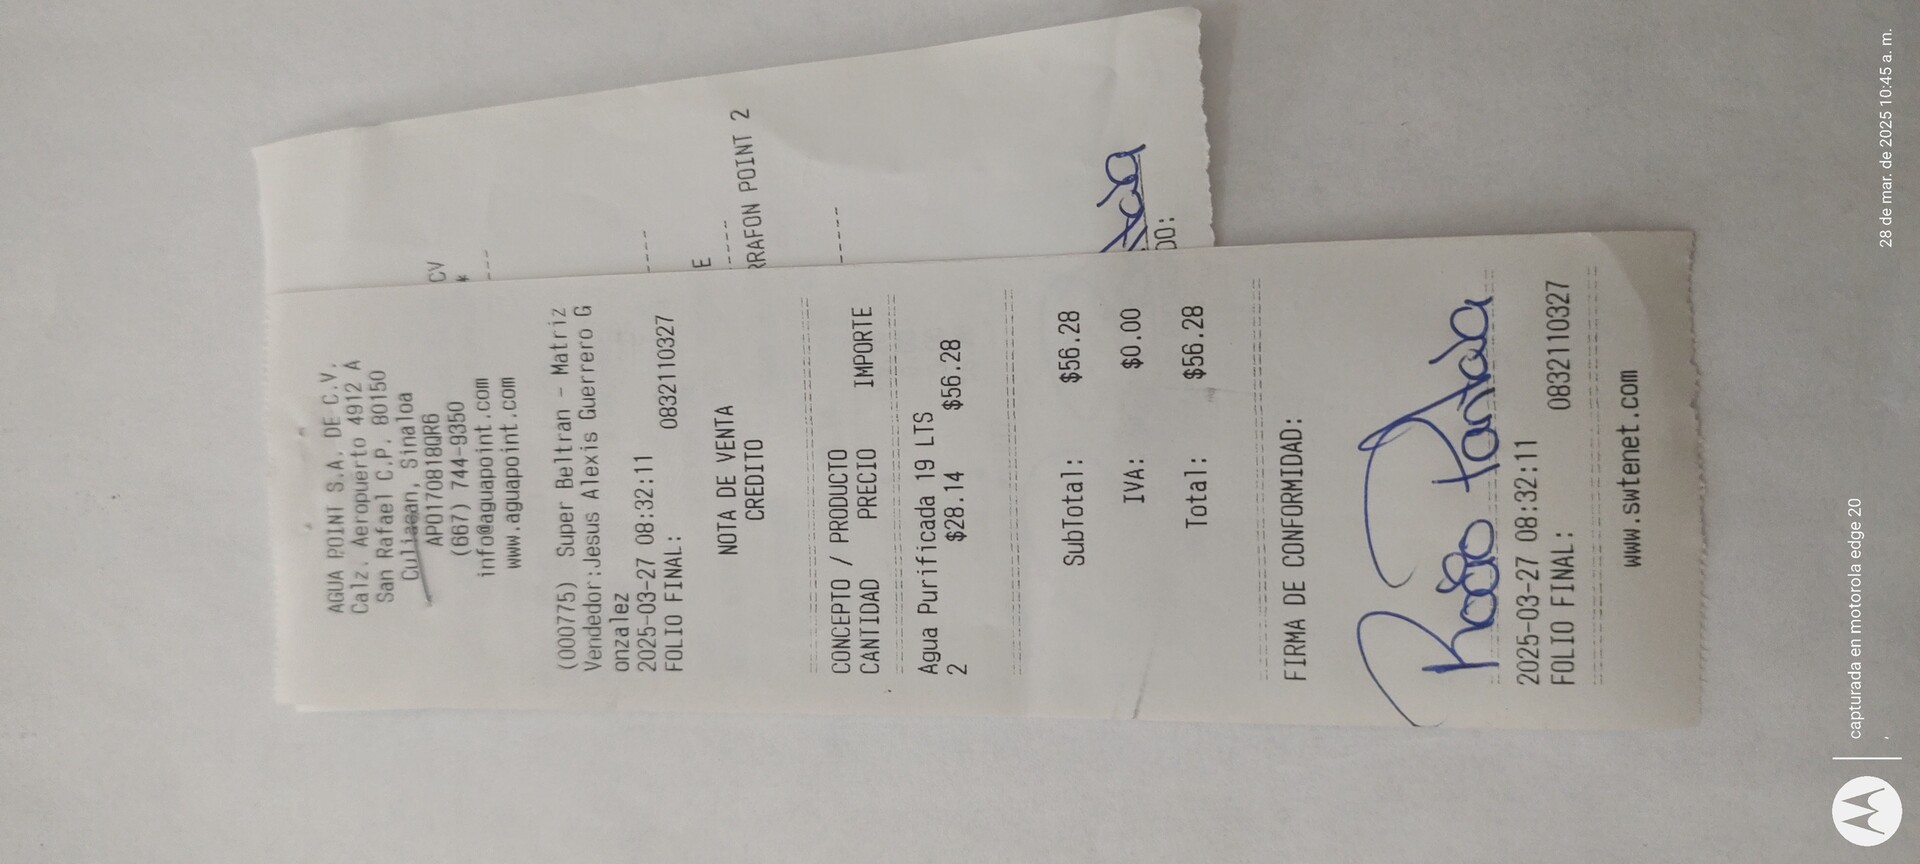 AGUA POINT S.A. DE C.V.
Calz. Aeropuerto 4912 A
San Rafael C.P. 80150
Culiacan, Sinaloa
APO170818QR6
(667) 744-9350
info@aguapoint.com
www.aguapoint.com
(000775) Super Beltran - Matriz
Vendedor:Jesus Alexis Guerrero G
onzalez
2025-03-27 08:32:11
FOLIO FINAL: 0832110327
NOTA DE VENTA
CREDITO
CONCEPTO / PRODUCTO
CANTIDAD PRECIO IMPORTE
Agua Purificada 19 LTS
2 $28.14 $56.28
SubTotal: $56.28
IVA: $0.00
Total: $56.28
FIRMA DE CONFORMIDAD:
2025-03-27 08:32:11
FOLIO FINAL: 0832110327
www.swtenet.com
CV
*
E
RRAFON POINT 2
DO:
capturada en motorola edge 20
28 de mar. de 2025 10:45 a. m.